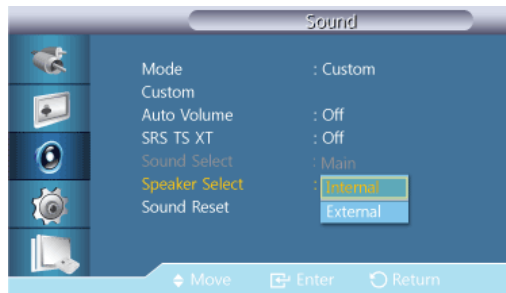 Sound
Mode : Custom
Custom
Auto Volume : Off
SRS TS XT : Off
Sound Select : Main
Speaker Select : Internal
External
Sound Reset
Move Enter Return